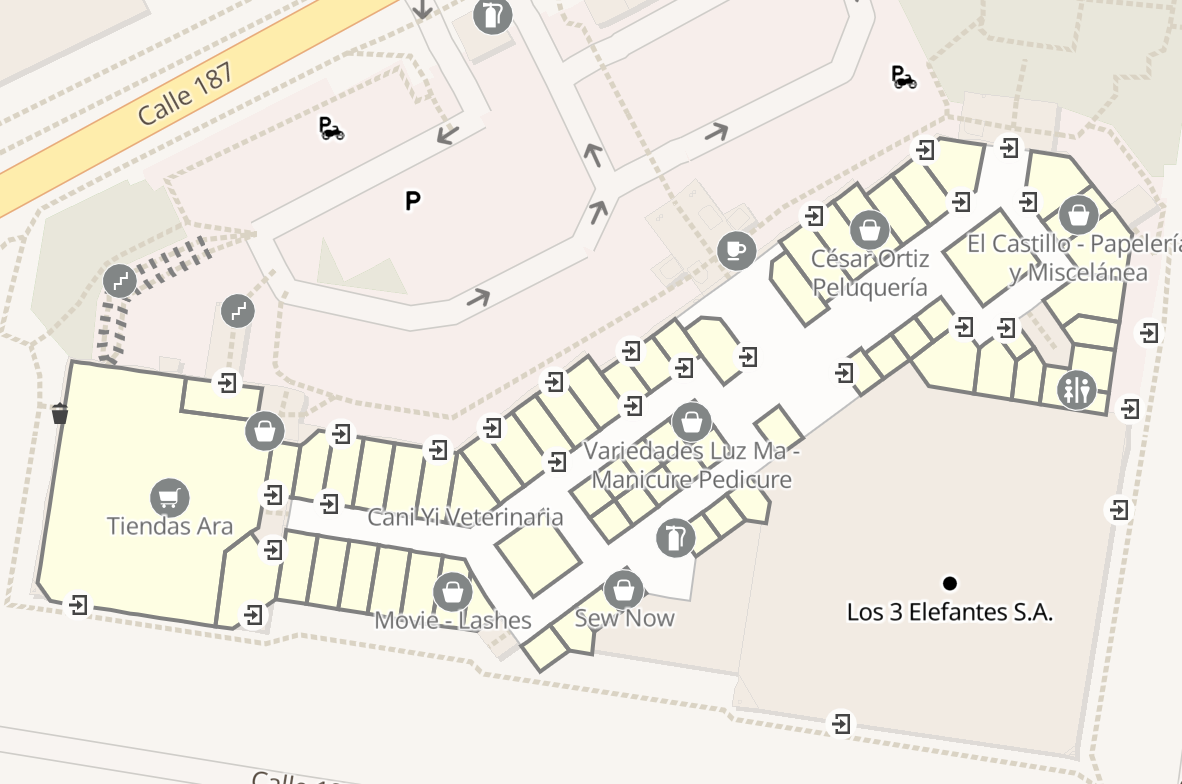 Calle 187
P
P
P
César Ortiz
Peluquería
El Castillo - Papelería
y Miscelánea
Variedades Luz Ma -
Manicure Pedicure
Tiendas Ara
Cani Yi Veterinaria
Movie - Lashes
Sew Now
Los 3 Elefantes S.A.
Calle